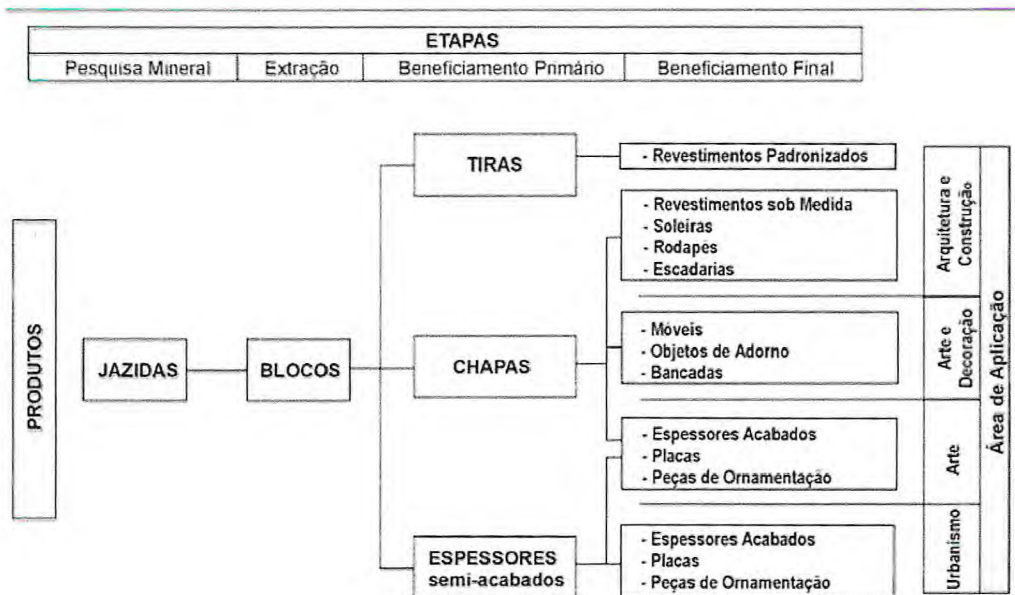 ETAPAS
Pesquisa Mineral
Extração
Beneficiamento Primário
Beneficiamento Final
PRODUTOS
JAZIDAS
BLOCOS
TIRAS
CHAPAS
ESPESSORES
semi-acabados
- Revestimentos Padronizados
- Revestimentos sob Medida
- Soleiras
- Rodapés
- Escadarias
- Móveis
- Objetos de Adorno
- Bancadas
- Espessores Acabados
- Placas
- Peças de Ornamentação
- Espessores Acabados
- Placas
- Peças de Ornamentação
Arquitetura e
Construção
Arte e
Decoração
Arte
Urbanismo
Área de Aplicação